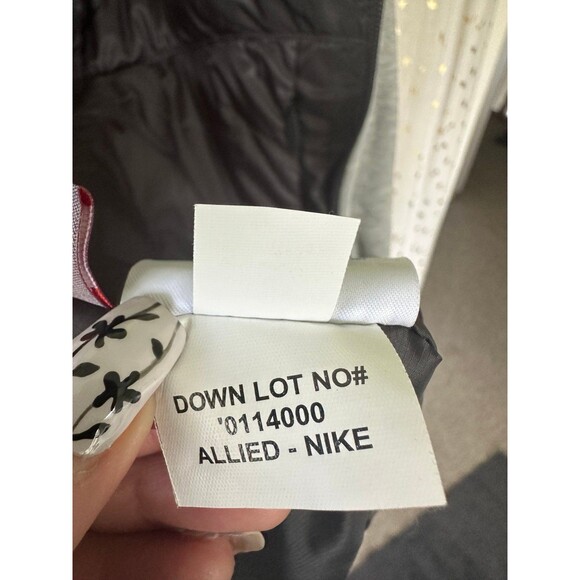 DOWN LOT NO#
'0114000
ALLIED - NIKE